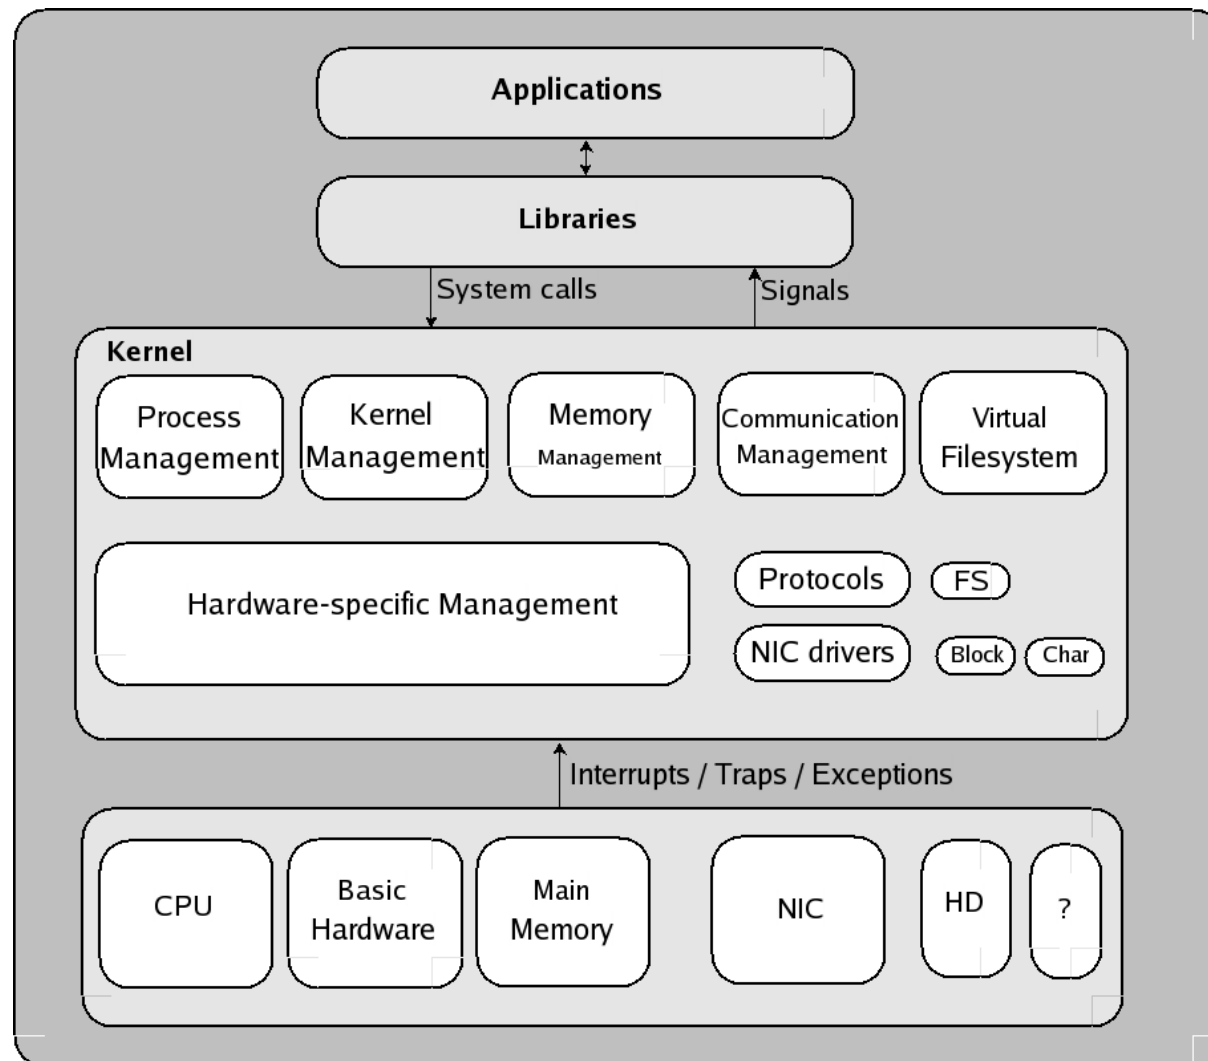 Applications
Libraries
System calls
Signals
Kernel
Process
Management
Kernel
Management
Memory
Management
Communication
Management
Virtual
Filesystem
Hardware-specific Management
Protocols
FS
NIC drivers
Block
Char
Interrupts / Traps / Exceptions
CPU
Basic
Hardware
Main
Memory
NIC
HD
?